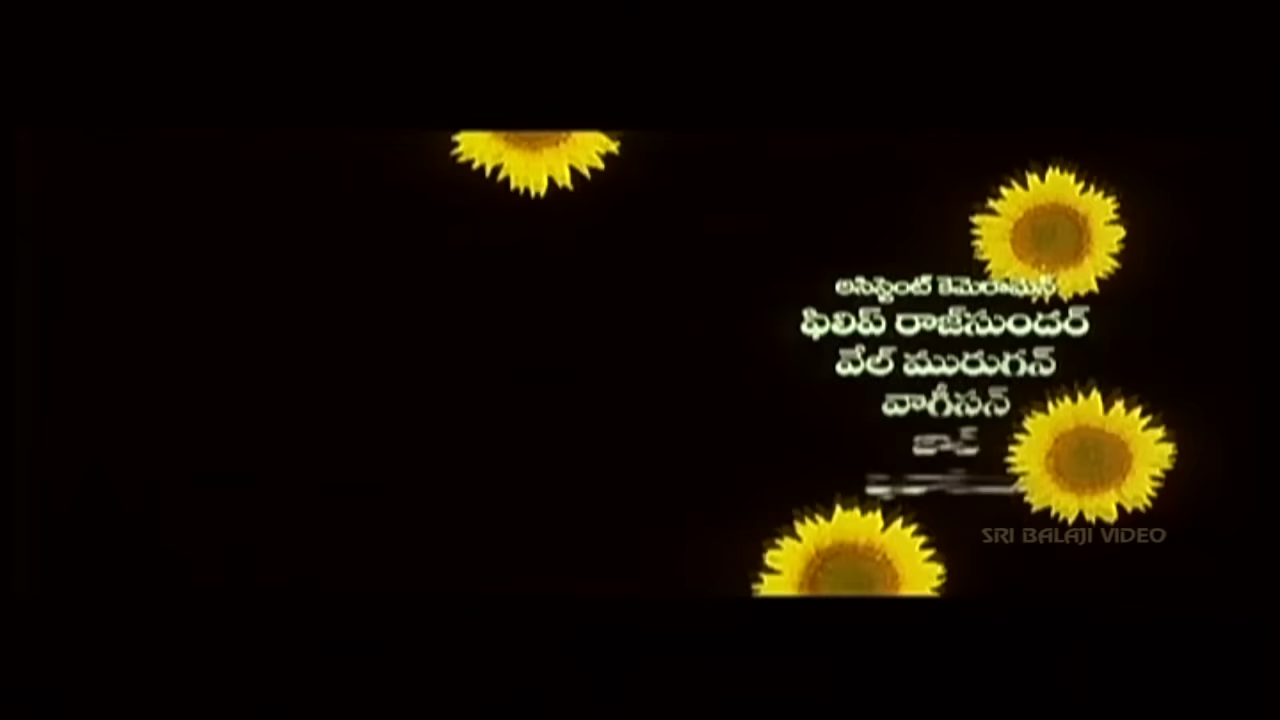 అసిస్టెంట్ కెమెరామెన్
ఫిలిప్ రాజ్‌సుందర్
వేల్ మురుగన్
వాగీసన్
SRI BALAJI VIDEO